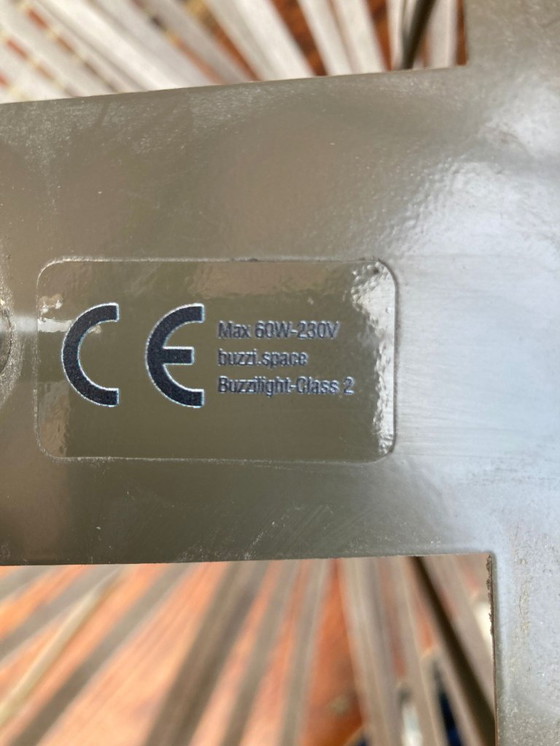 CE
Max 60W-230V
buzzi.space
Buzzilight-Class 2